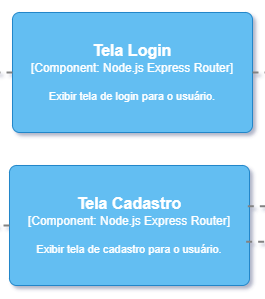 Tela Login
[Component: Node.js Express Router]
Exibir tela de login para o usuário.
Tela Cadastro
[Component: Node.js Express Router]
Exibir tela de cadastro para o usuário.